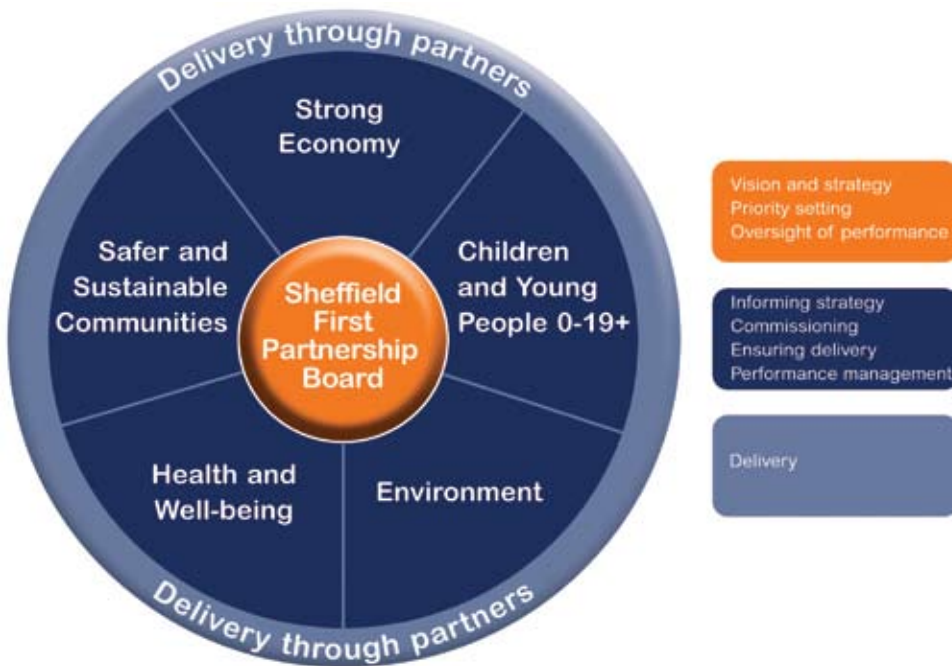 Delivery through partners
Strong
Economy
Safer and
Sustainable
Communities
Children
and Young
People 0-19+
Sheffield
First
Partnership
Board
Health and
Well-being
Environment
Delivery through partners
Vision and strategy
Priority setting
Oversight of performance
Informing strategy
Commissioning
Ensuring delivery
Performance management
Delivery